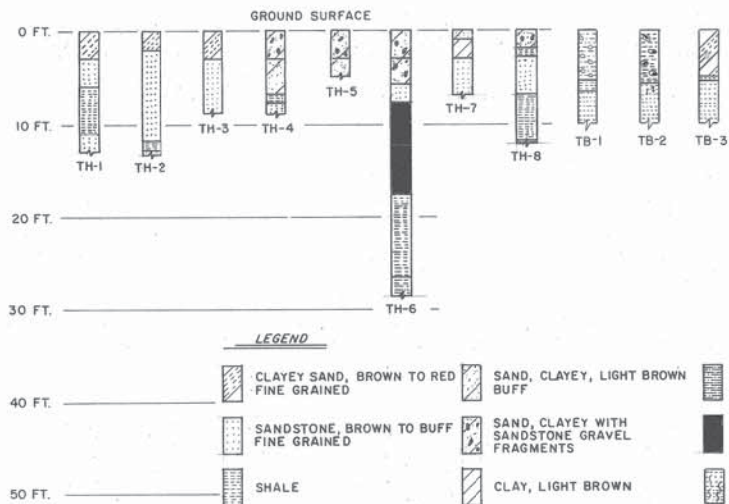 GROUND SURFACE
0 FT.
TH-5
TH-7
TH-3
TH-4
10 FT.
TH-1
TH-2
TH-8
TB-1
TB-2
TB-3
20 FT.
TH-6
30 FT.
LEGEND
CLAYEY SAND, BROWN TO RED
FINE GRAINED
SAND, CLAYEY, LIGHT BROWN
BUFF
40 FT.
SANDSTONE, BROWN TO BUFF
FINE GRAINED
SAND, CLAYEY WITH
SANDSTONE GRAVEL
FRAGMENTS
SHALE
CLAY, LIGHT BROWN
50 FT.